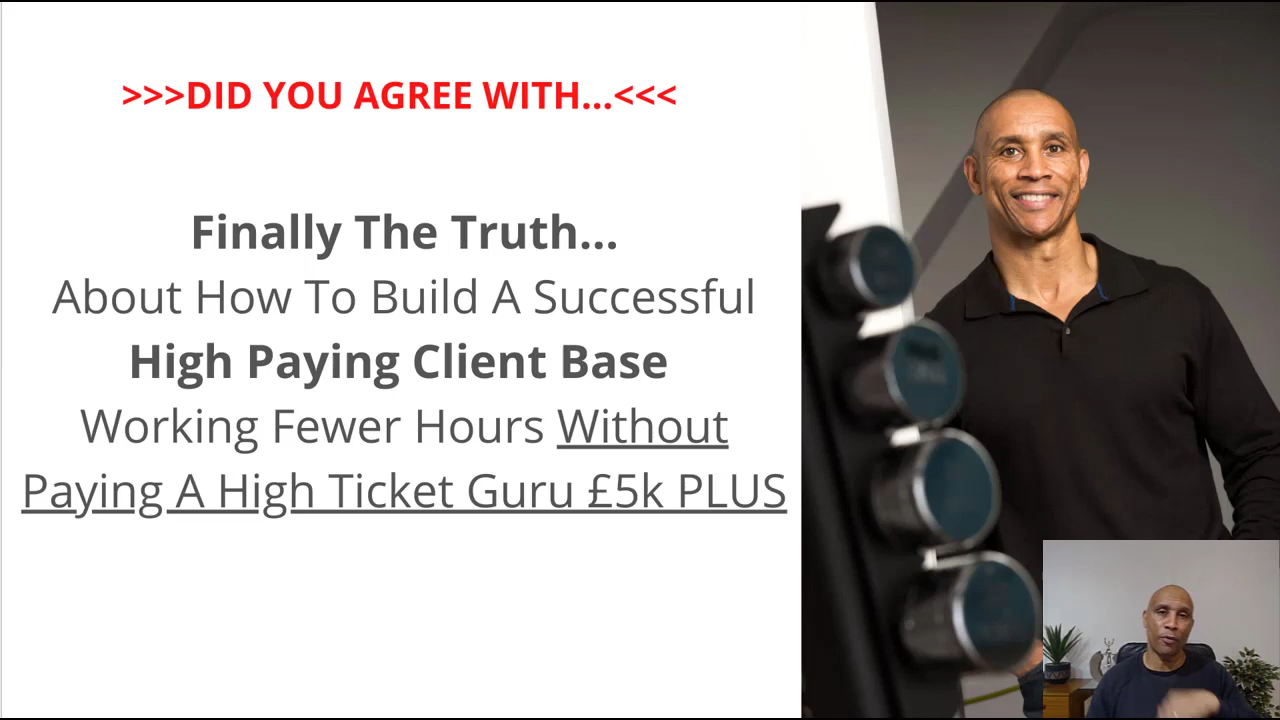 >>>DID YOU AGREE WITH...<<<
Finally The Truth...
About How To Build A Successful
High Paying Client Base
Working Fewer Hours Without
Paying A High Ticket Guru £5k PLUS